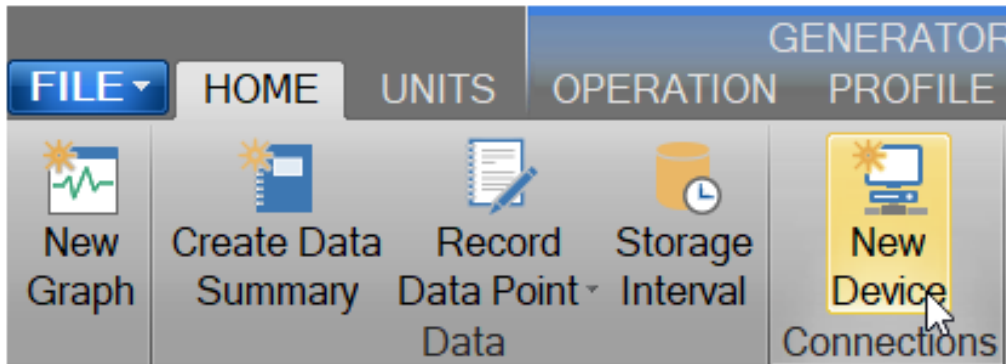 GENERATOR
FILE HOME UNITS OPERATION PROFILE
New Graph
Create Data Summary
Record Data Point
Storage Interval
New Device
Data
Connections